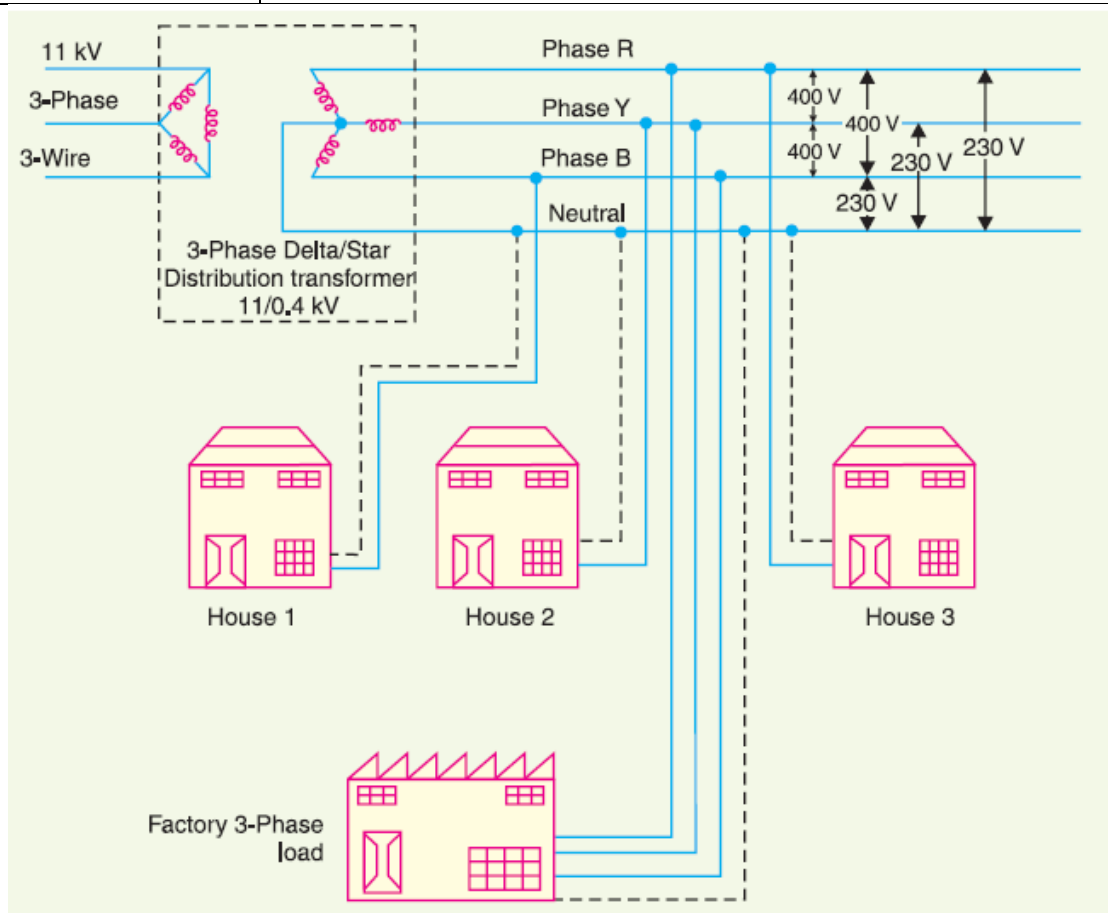 11 kV
3-Phase
3-Wire
3-Phase Delta/Star
Distribution transformer
11/0.4 kV
Phase R
Phase Y
Phase B
Neutral
400 V
400 V
400 V
230 V
230 V
230 V
House 1
House 2
House 3
Factory 3-Phase
load